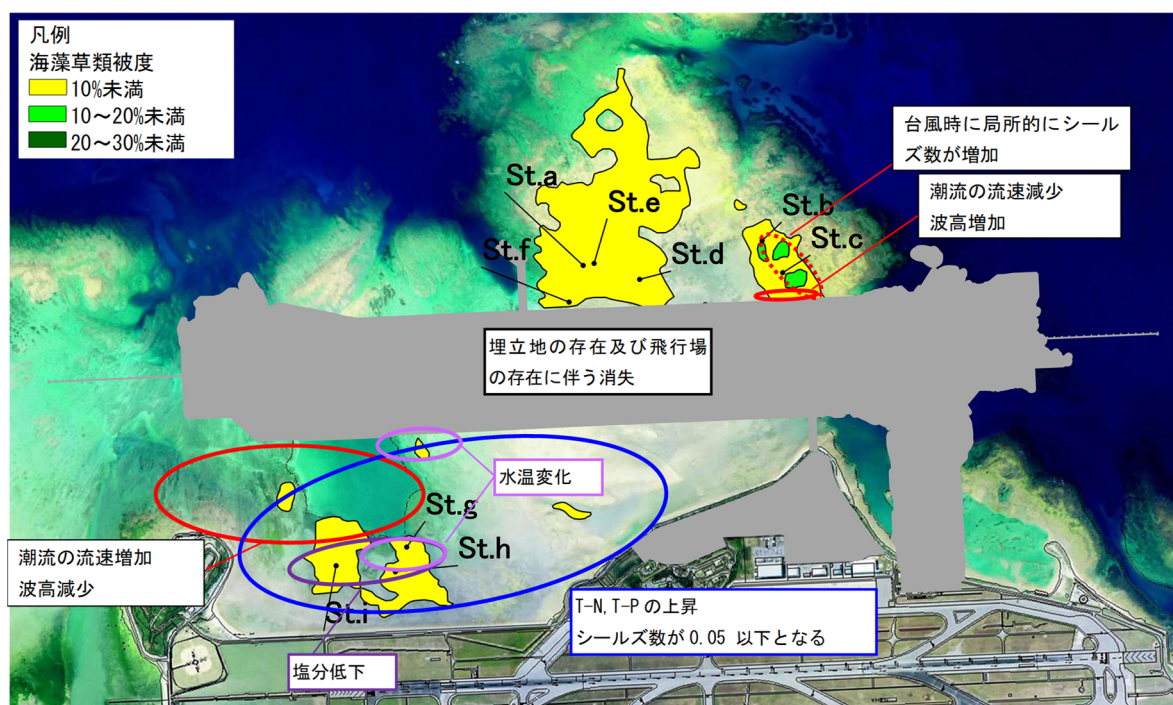 凡例
海藻草類被度
10%未満
10～20%未満
20～30%未満
台風時に局所的にシール
ズ数が増加
潮流の流速減少
波高増加
St.a
St.e
St.b
St.c
St.f
St.d
埋立地の存在及び飛行場
の存在に伴う消失
水温変化
St.g
St.h
St.i
潮流の流速増加
波高減少
T-N,T-Pの上昇
シールズ数が0.05 以下となる
塩分低下